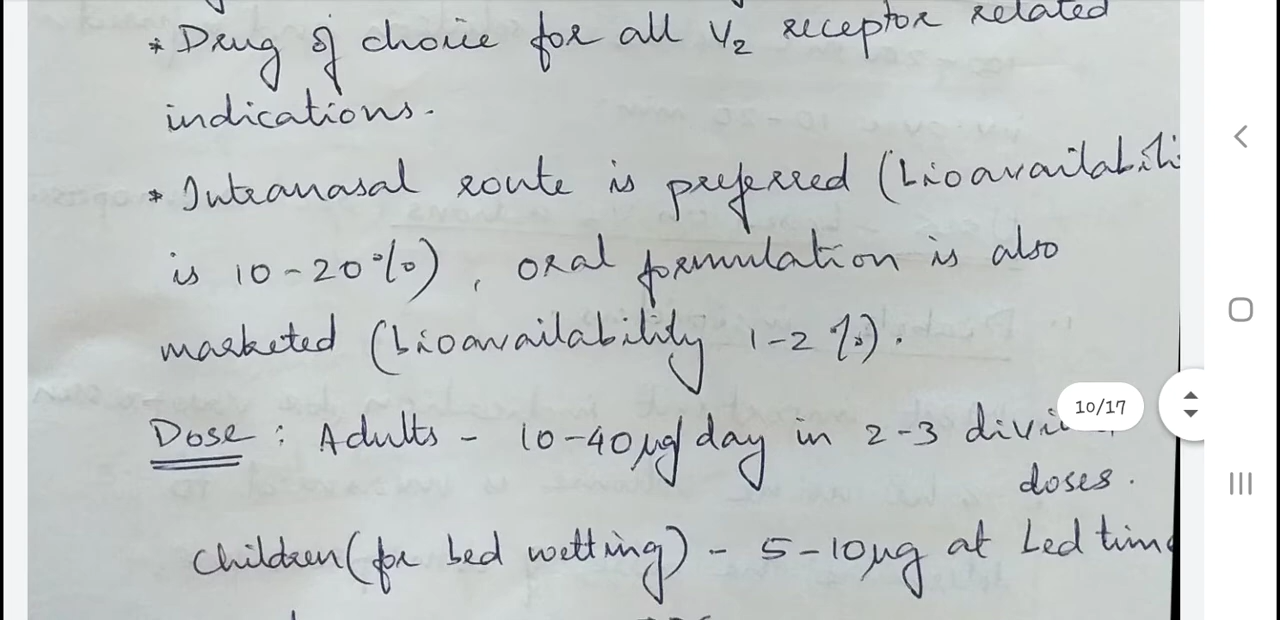 * Drug of choice for all V2 receptor related
indications.
* Intranasal route is preferred (bioavailabili
is 10-20%), oral formulation is also
marketed (bioavailability 1-2%).
Dose: Adults - 10-40μg/day in 2-3 divi
doses.
Children (for bed wetting) - 5-10μg at bed time
10/17